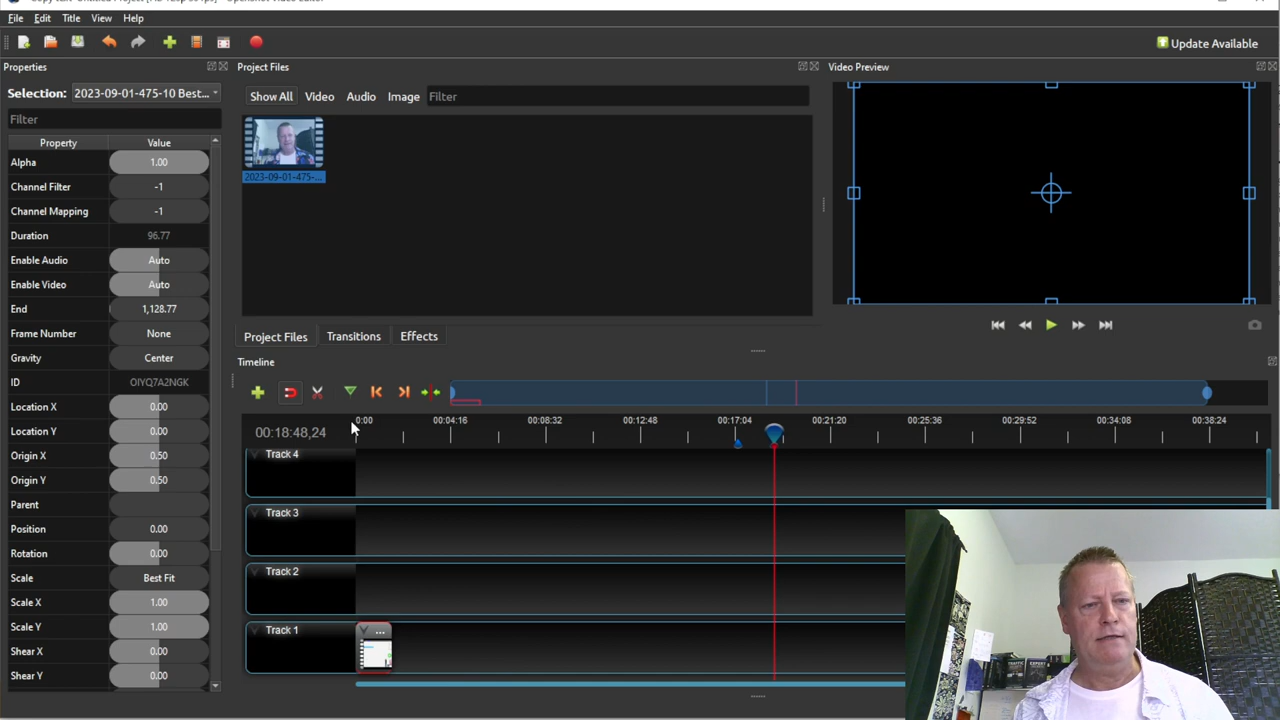 File Edit Title View Help
Update Available
Properties
Project Files
Video Preview
Selection: 2023-09-01-475-10 Best...
Show All Video Audio Image Filter
Filter
Property Value
Alpha 1.00
Channel Filter -1
Channel Mapping -1
Duration 96.77
Enable Audio Auto
Enable Video Auto
End 1,128.77
Frame Number None
Gravity Center
ID OIYQ7A2NGK
Location X 0.00
Location Y 0.00
Origin X 0.50
Origin Y 0.50
Parent
Position 0.00
Rotation 0.00
Scale Best Fit
Scale X 1.00
Scale Y 1.00
Shear X 0.00
Shear Y 0.00
2023-09-01-475-...
Project Files Transitions Effects
Timeline
00:18:48,24
0:00 00:04:16 00:08:32 00:12:48 00:17:04 00:21:20 00:25:36 00:29:52 00:34:08 00:38:24
Track 4
Track 3
Track 2
Track 1
...
TRAFFIC
EXPERT